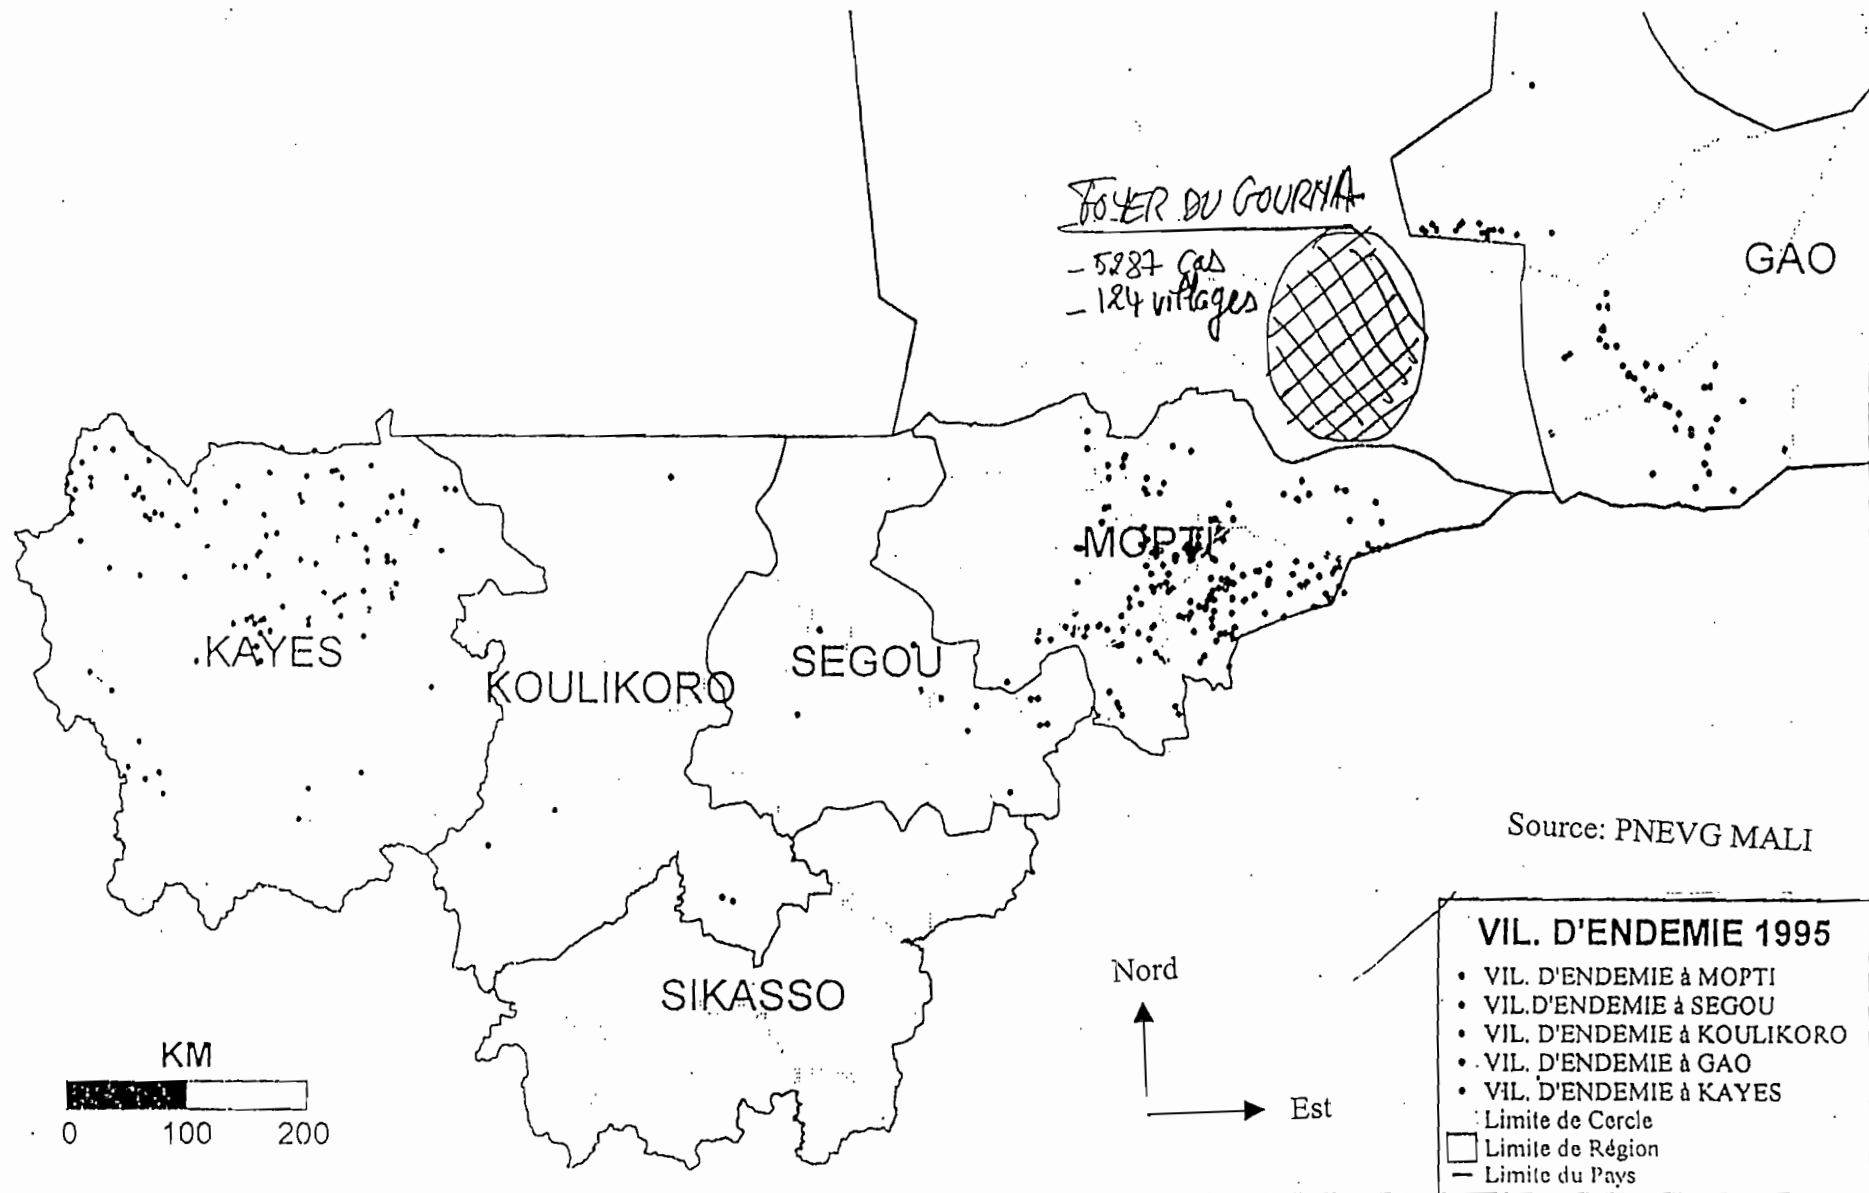 FOYER DU GOURMA
- 5287 cas
- 124 villages
GAO
MOPTI
KAYES
SEGOU
KOULIKORO
SIKASSO
Source: PNEVG MALI
VIL. D'ENDEMIE 1995
• VIL. D'ENDEMIE à MOPTI
• VIL.D'ENDEMIE à SEGOU
• VIL. D'ENDEMIE à KOULIKORO
• VIL. D'ENDEMIE à GAO
• VIL. D'ENDEMIE à KAYES
Limite de Cercle
Limite de Région
Limite du Pays
Nord
Est
KM
0 100 200